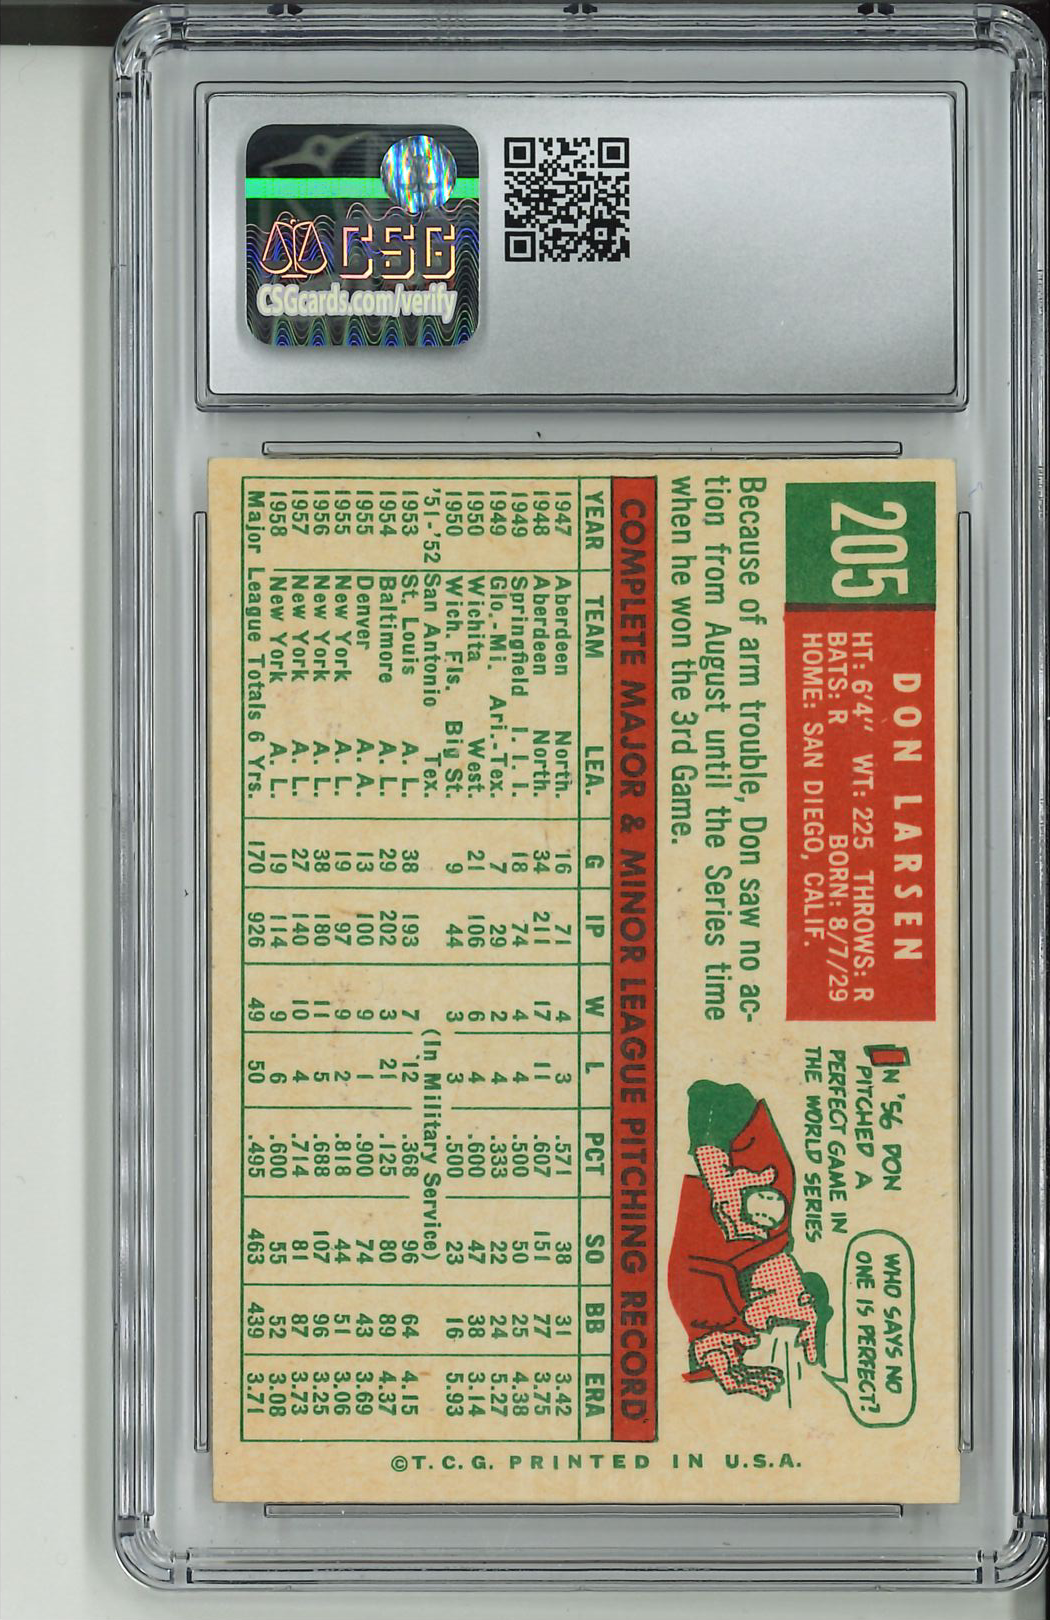 CSG
CSGcards.com/verify
205
DON LARSEN
HT: 6'4" WT: 225 THROWS: R
BATS: R BORN: 8/7/29
HOME: SAN DIEGO, CALIF.
Because of arm trouble, Don saw no ac-
tion from August until the Series time
when he won the 3rd Game.
IN '56 DON
PITCHED A
PERFECT GAME IN
THE WORLD SERIES
WHO SAYS NO
ONE IS PERFECT?
COMPLETE MAJOR & MINOR LEAGUE PITCHING RECORD
YEAR TEAM LEA. G IP W L PCT SO BB ERA
1947 Aberdeen North. 16 71 4 3 .571 38 31 3.42
1948 Aberdeen North. 34 211 17 11 .607 151 77 3.75
1949 Springfield I. I. I. 18 74 4 4 .500 50 25 4.38
1949 Glo.-Mi. Ari.-Tex. 7 29 2 4 .333 22 24 5.27
1950 Wichita West. 21 106 6 4 .600 47 38 3.14
1950 Wich. Fls. Big St. 9 44 3 3 .500 23 16 5.93
'51-'52 San Antonio Tex. (In Military Service)
1953 St. Louis A. L. 38 193 7 12 .368 96 64 4.15
1954 Baltimore A. L. 29 202 3 21 .125 80 89 4.37
1955 Denver A. A. 13 100 9 1 .900 74 43 3.69
1955 New York A. L. 19 97 9 2 .818 44 51 3.06
1956 New York A. L. 38 180 11 5 .688 107 96 3.25
1957 New York A. L. 27 140 10 4 .714 81 87 3.73
1958 New York A. L. 19 114 9 6 .600 55 52 3.08
Major League Totals 6 Yrs. 170 926 49 50 .495 463 439 3.71
©T.C.G. PRINTED IN U.S.A.